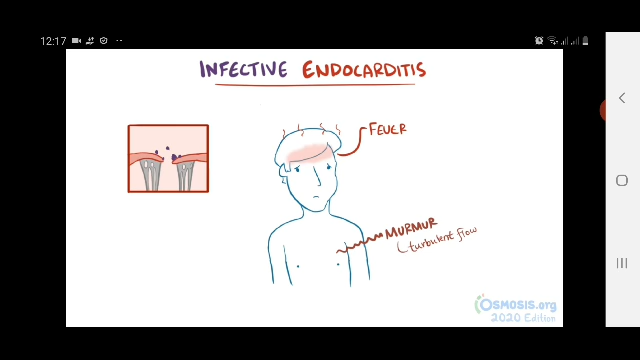 12:17
INFECTIVE ENDOCARDITIS
FEVER
MURMUR
(turbulent flow
OSMOSIS.org
2020 Edition